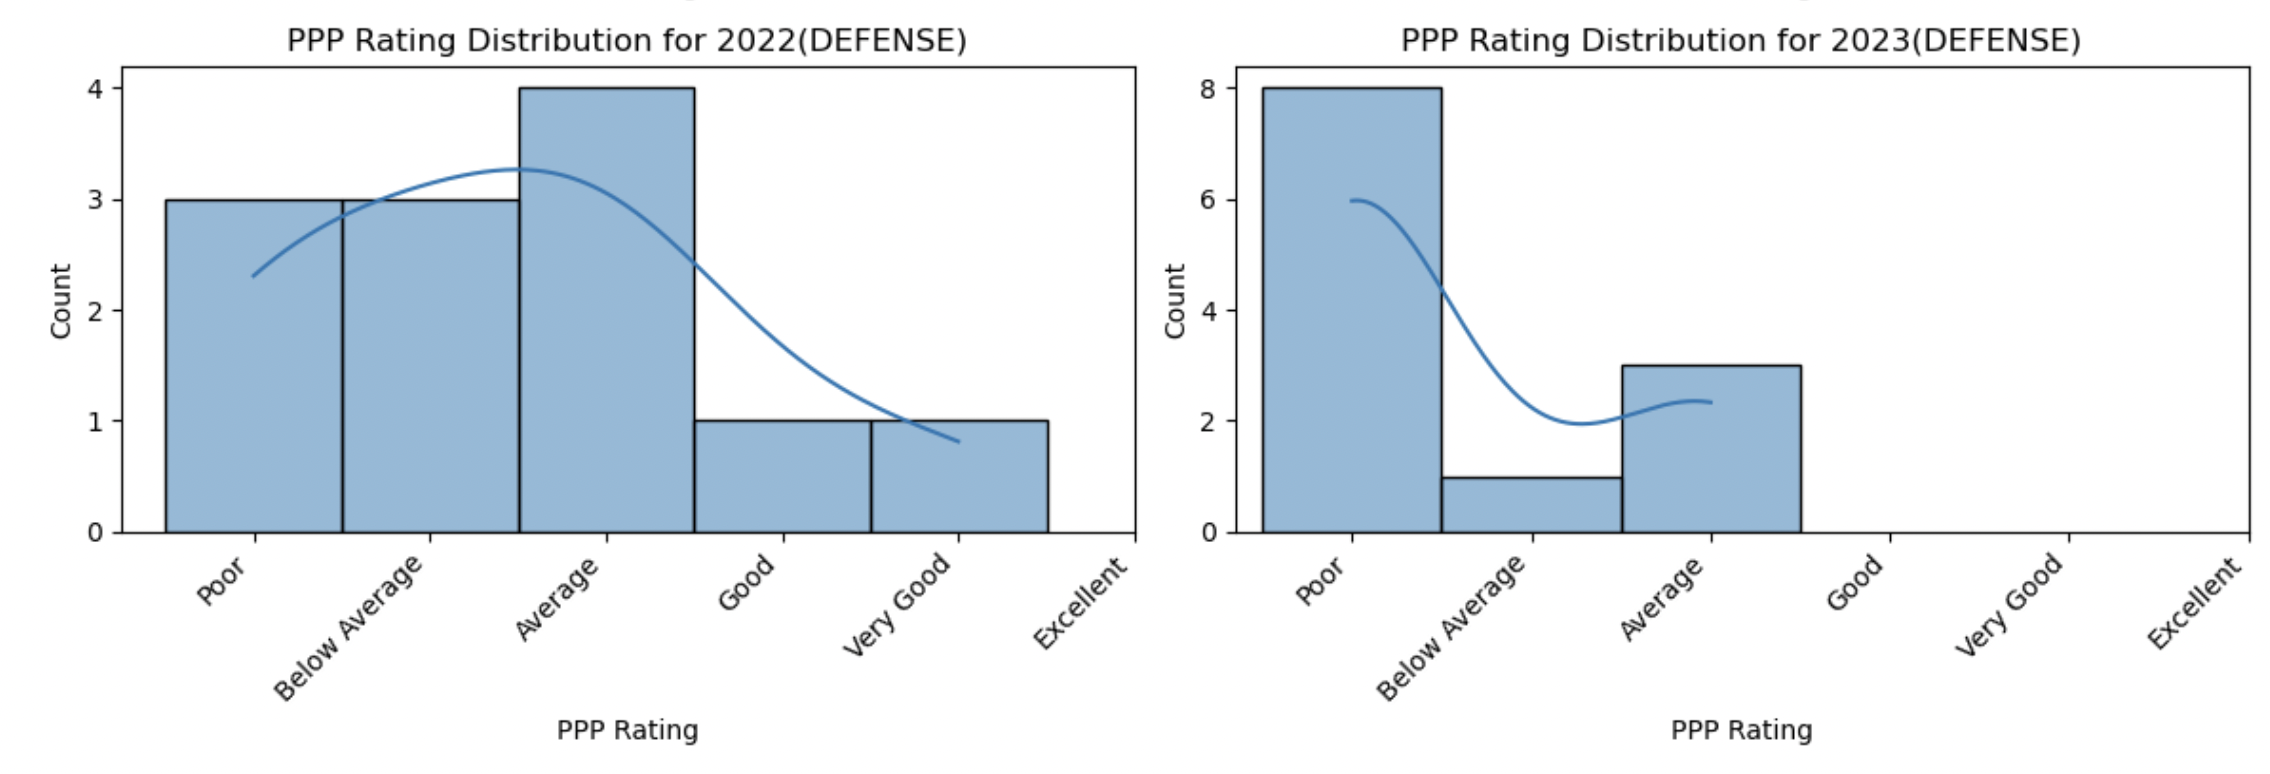 PPP Rating Distribution for 2022(DEFENSE)
4
3
2
1
0
Count
Poor
Below Average
Average
Good
Very Good
Excellent
PPP Rating
PPP Rating Distribution for 2023(DEFENSE)
8
6
4
2
0
Count
Poor
Below Average
Average
Good
Very Good
Excellent
PPP Rating